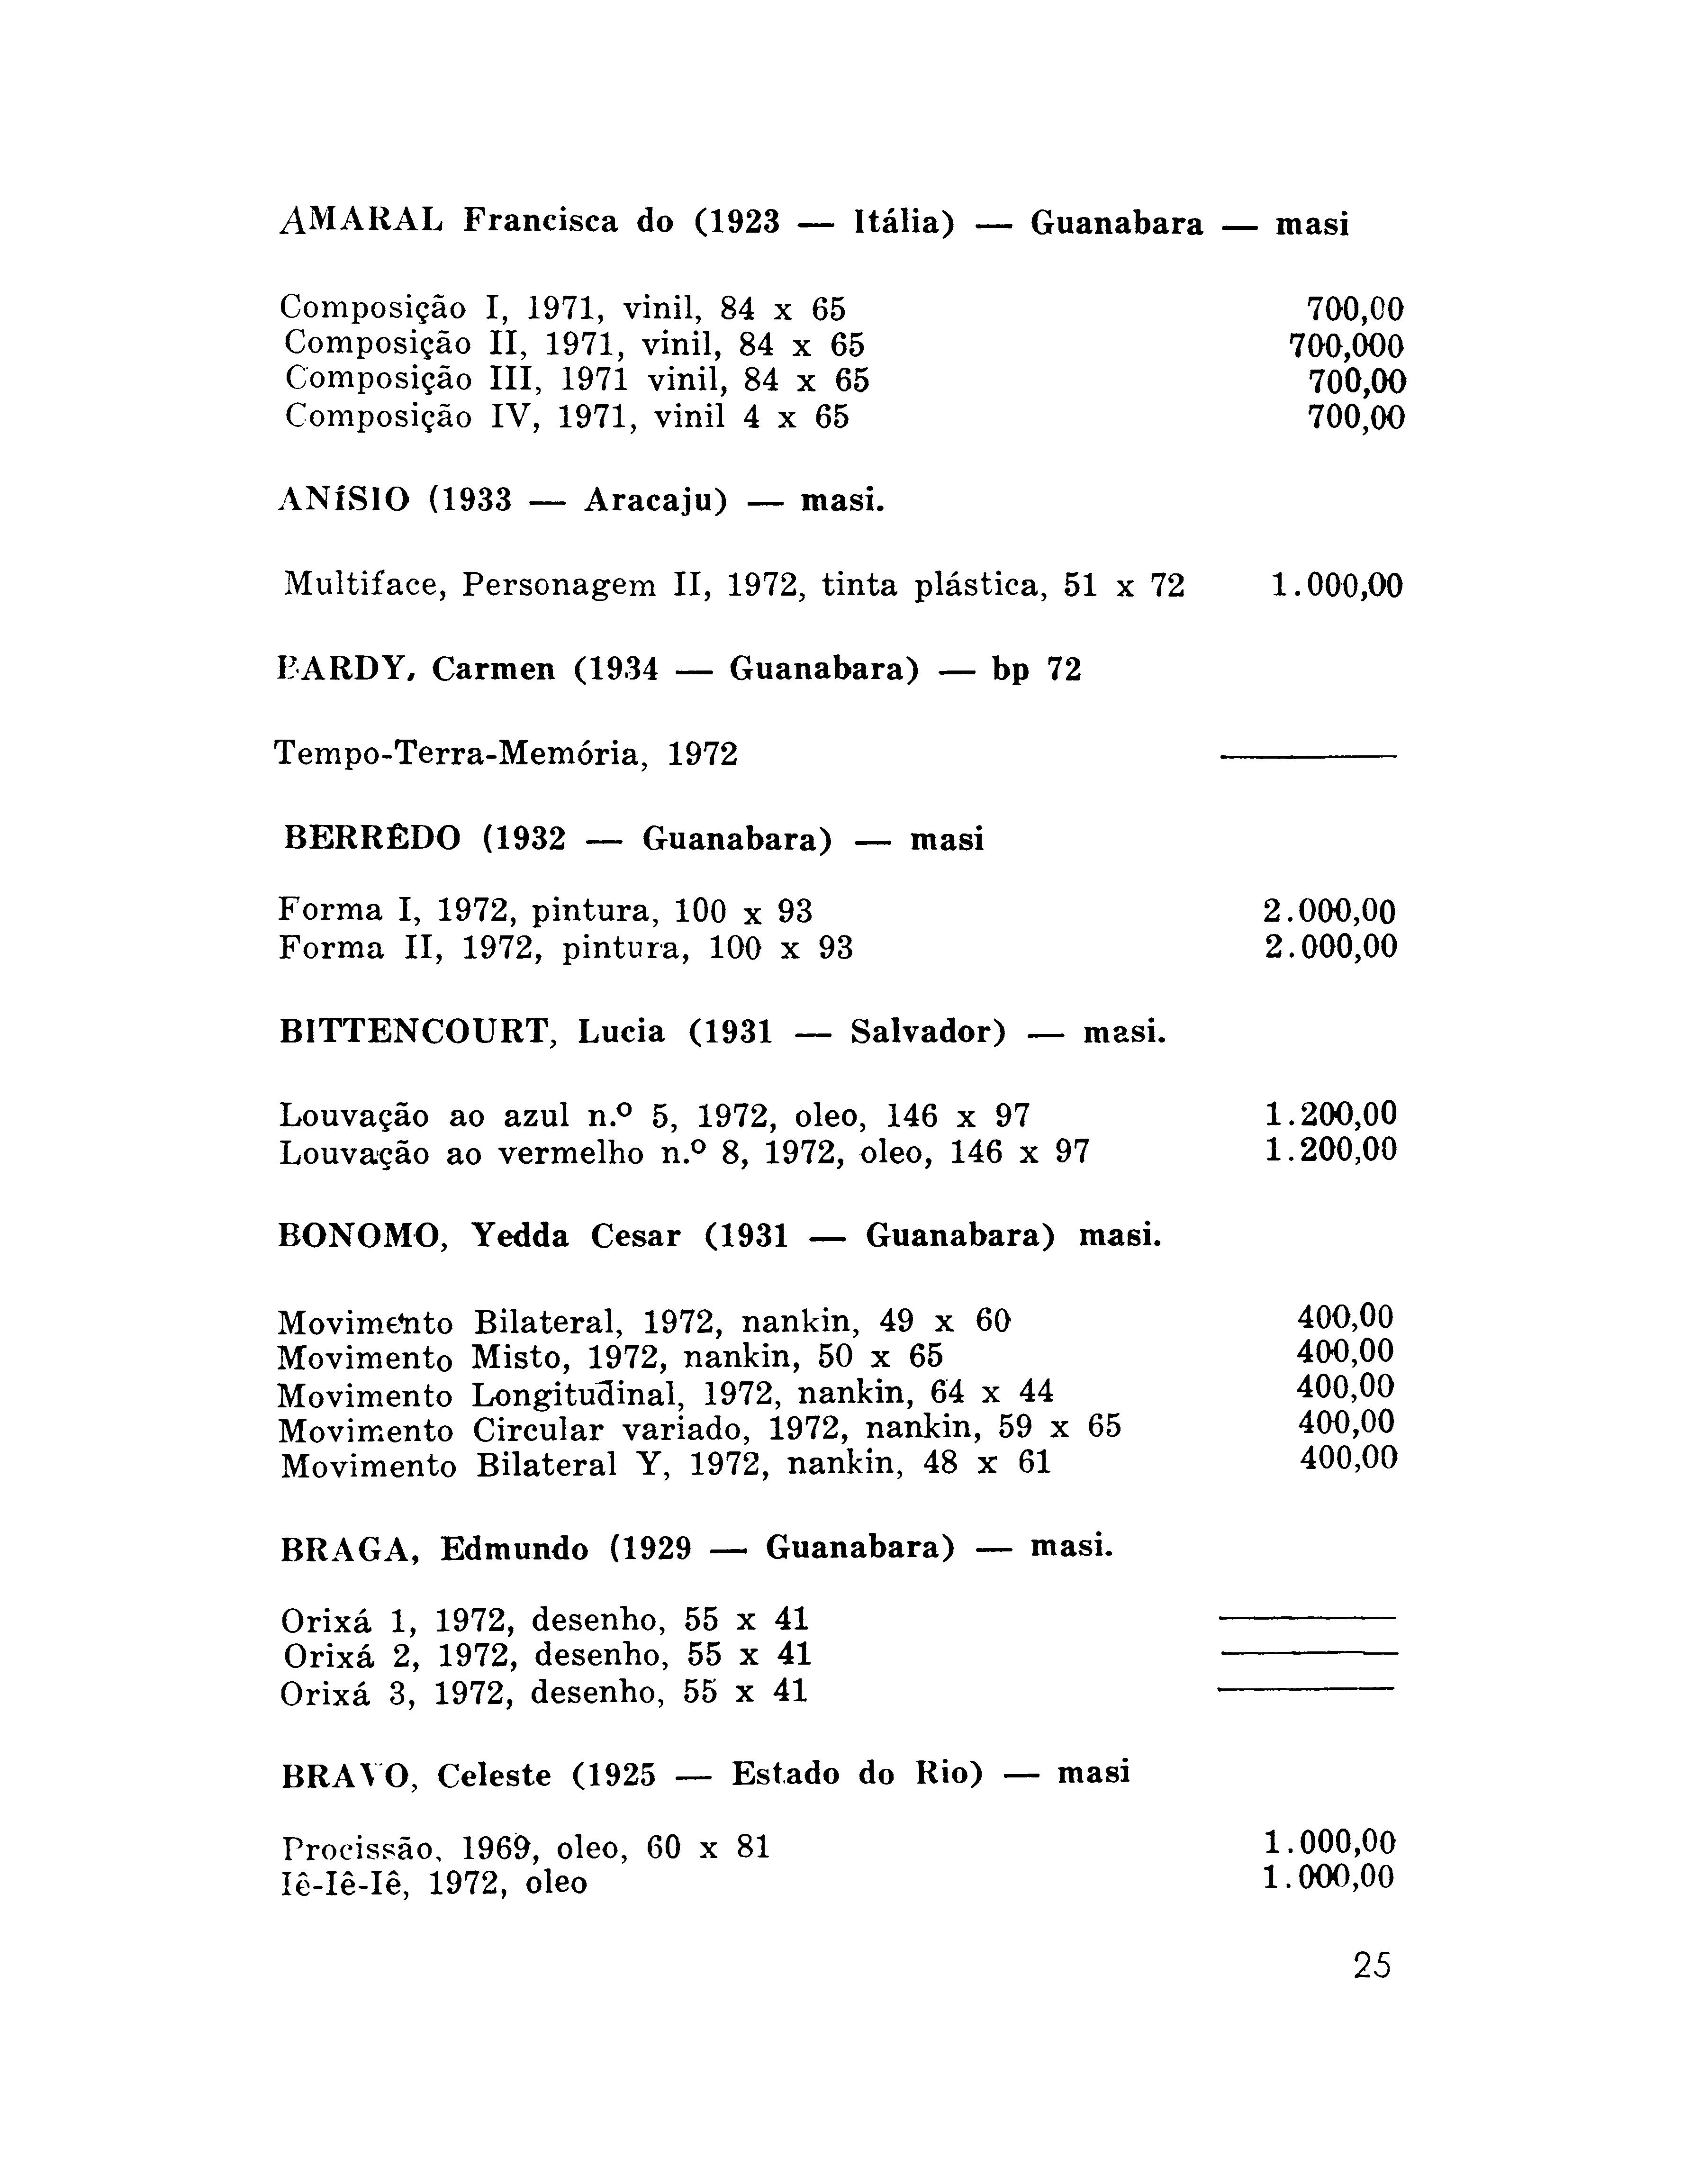 AMARAL Francisca do (1923 — Itália) — Guanabara — masi
Composição I, 1971, vinil, 84 x 65 700,00
Composição II, 1971, vinil, 84 x 65 700,000
Composição III, 1971 vinil, 84 x 65 700,00
Composição IV, 1971, vinil 4 x 65 700,00
ANíSIO (1933 — Aracaju) — masi.
Multiface, Personagem II, 1972, tinta plástica, 51 x 72 1.000,00
BARDY, Carmen (1934 — Guanabara) — bp 72
Tempo-Terra-Memória, 1972 ————
BERRÊDO (1932 — Guanabara) — masi
Forma I, 1972, pintura, 100 x 93 2.000,00
Forma II, 1972, pintura, 100 x 93 2.000,00
BITTENCOURT, Lucia (1931 — Salvador) — masi.
Louvação ao azul n.º 5, 1972, oleo, 146 x 97 1.200,00
Louvação ao vermelho n.º 8, 1972, oleo, 146 x 97 1.200,00
BONOMO, Yedda Cesar (1931 — Guanabara) masi.
Movimento Bilateral, 1972, nankin, 49 x 60 400,00
Movimento Misto, 1972, nankin, 50 x 65 400,00
Movimento Longitudinal, 1972, nankin, 64 x 44 400,00
Movimento Circular variado, 1972, nankin, 59 x 65 400,00
Movimento Bilateral Y, 1972, nankin, 48 x 61 400,00
BRAGA, Edmundo (1929 — Guanabara) — masi.
Orixá 1, 1972, desenho, 55 x 41 ————
Orixá 2, 1972, desenho, 55 x 41 ————
Orixá 3, 1972, desenho, 55 x 41 ————
BRAVO, Celeste (1925 — Estado do Rio) — masi
Procissão, 1969, oleo, 60 x 81 1.000,00
Iê-Iê-Iê, 1972, oleo 1.000,00
25